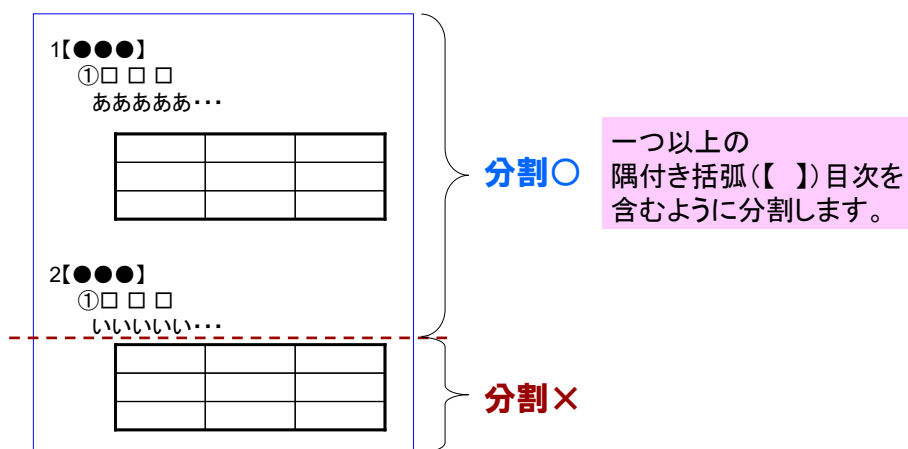 1【●●●】
①□ □ □
あああああ・・・
2【●●●】
①□ □ □
いいいいい・・・
分割○
一つ以上の
隅付き括弧(【 】)目次を
含むように分割します。
分割×